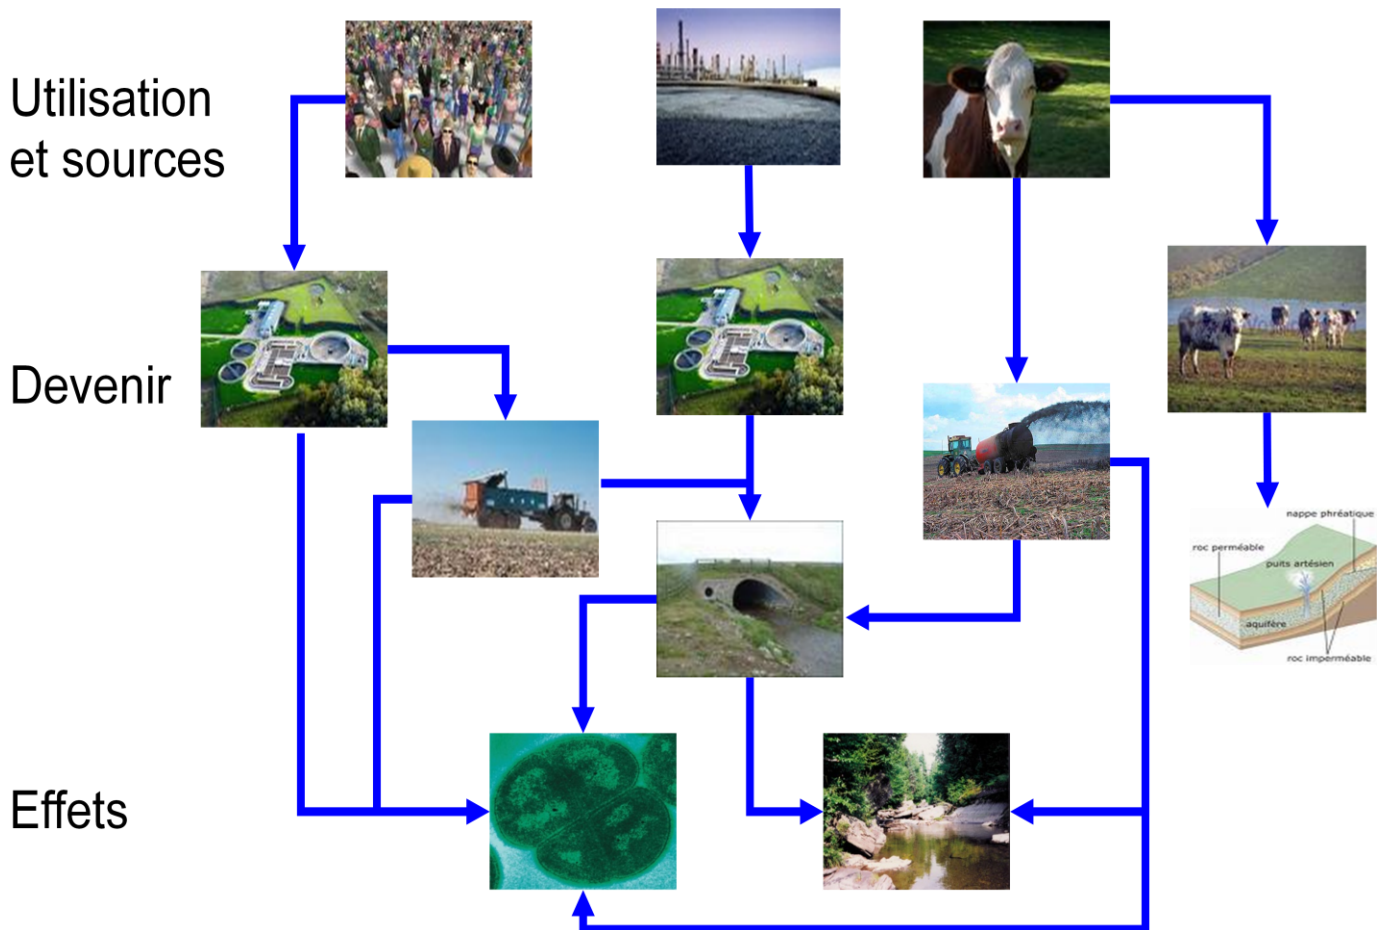 Utilisation
et sources
Devenir
nappe phréatique
roc perméable
puits artésien
aquifère
roc imperméable
Effets